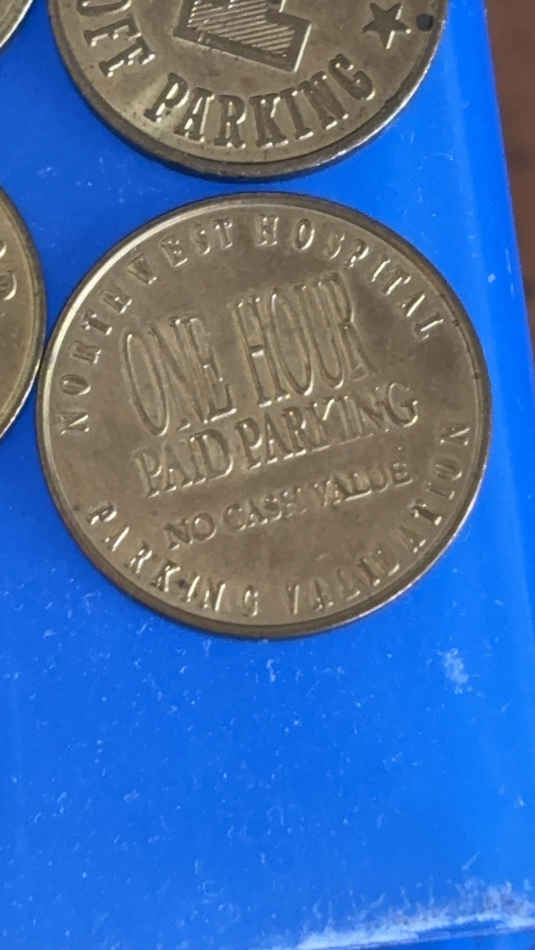 OFF PARKING
NORTHWEST HOSPITAL
ONE HOUR
PAID PARKING
NO CASH VALUE
PARKING VALIDATION